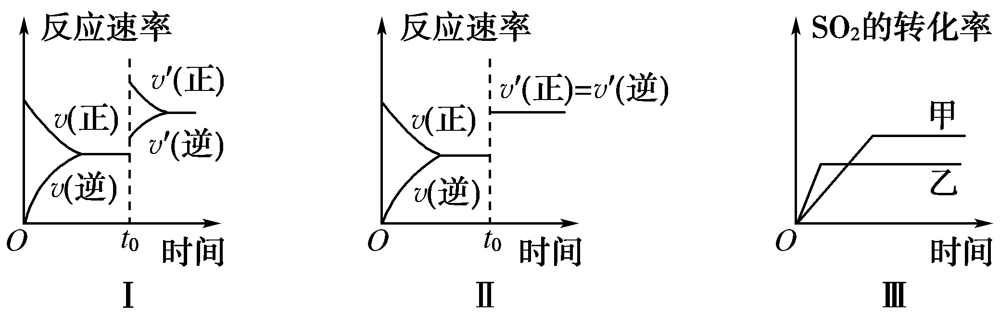 反应速率
v′(正)
v(正)
v′(逆)
v(逆)
O
t₀
时间
Ⅰ
反应速率
v′(正)=v′(逆)
v(正)
v(逆)
O
t₀
时间
Ⅱ
SO₂的转化率
甲
乙
O
时间
Ⅲ